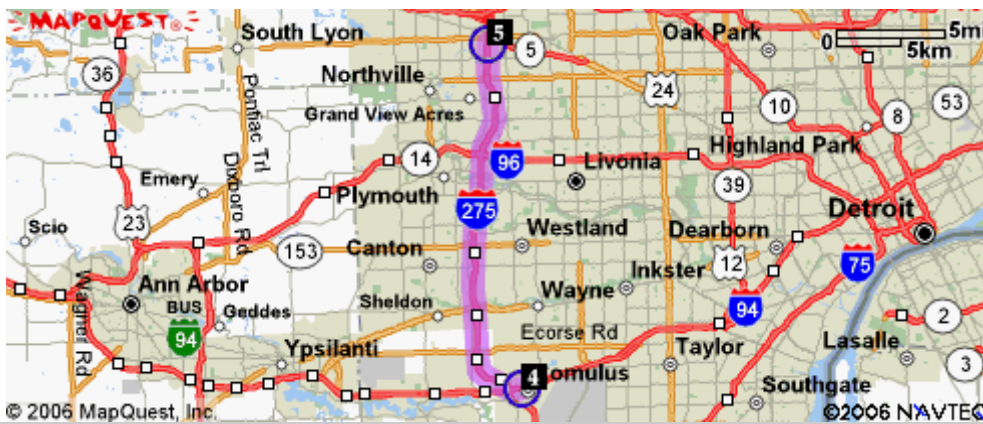 MAPQUEST
South Lyon
5
5
Oak Park
0
5mi
5km
36
Northville
24
Pontiac Trl
Grand View Acres
10
8
53
14
96
Livonia
Highland Park
Emery
Plymouth
39
Dixboro Rd
275
Scio
23
Westland
Dearborn
Detroit
153
Canton
12
75
Inkster
Ann Arbor
Wayne
Wagner Rd
BUS
94
Geddes
Sheldon
94
2
Ecorse Rd
Ypsilanti
Taylor
Lasalle
4
omulus
3
Southgate
© 2006 MapQuest, Inc.
©2006 NAVTEQ